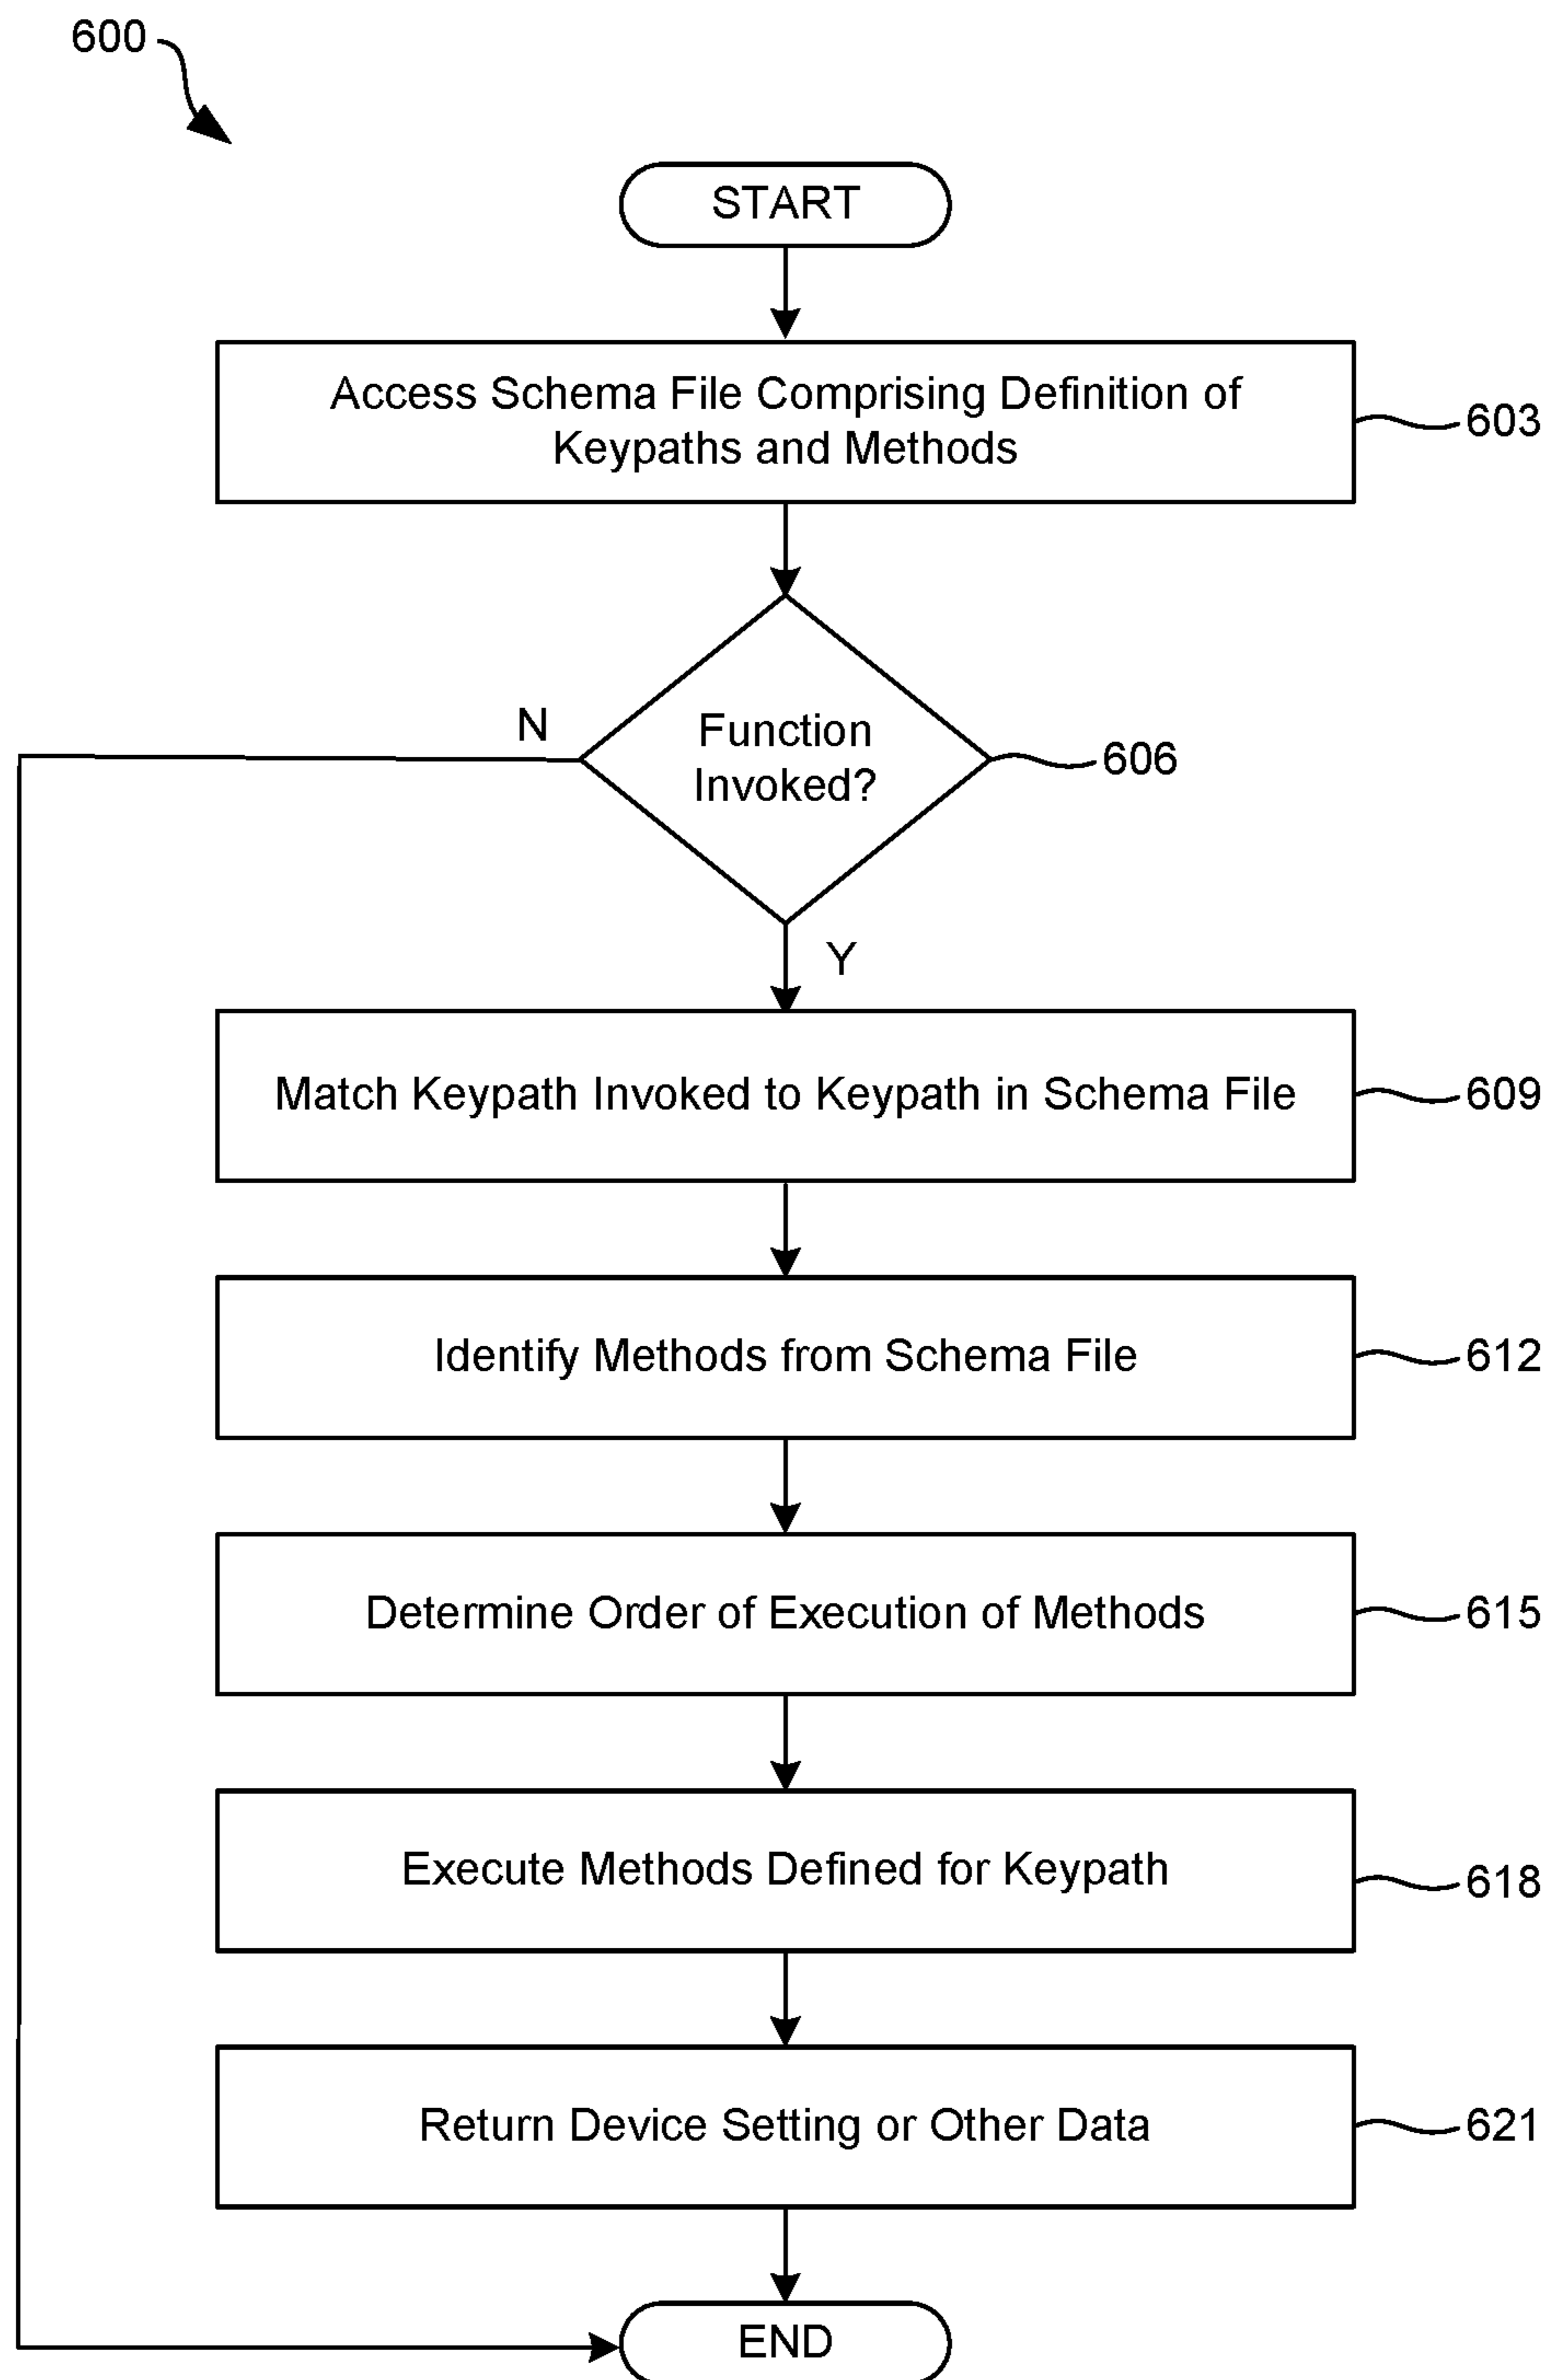 600
START
Access Schema File Comprising Definition of
Keypaths and Methods
603
Function
Invoked?
606
N
Y
Match Keypath Invoked to Keypath in Schema File
609
Identify Methods from Schema File
612
Determine Order of Execution of Methods
615
Execute Methods Defined for Keypath
618
Return Device Setting or Other Data
621
END